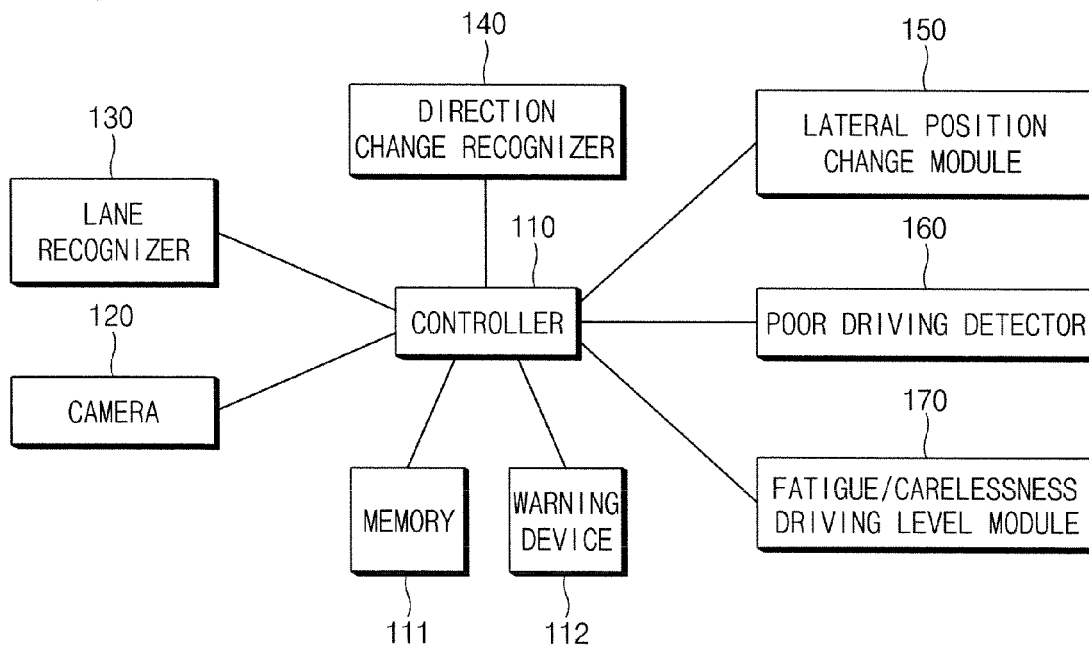 140
DIRECTION
CHANGE RECOGNIZER
150
LATERAL POSITION
CHANGE MODULE
130
LANE
RECOGNIZER
110
CONTROLLER
160
POOR DRIVING DETECTOR
120
CAMERA
170
FATIGUE/CARELESSNESS
DRIVING LEVEL MODULE
MEMORY
111
WARNING
DEVICE
112